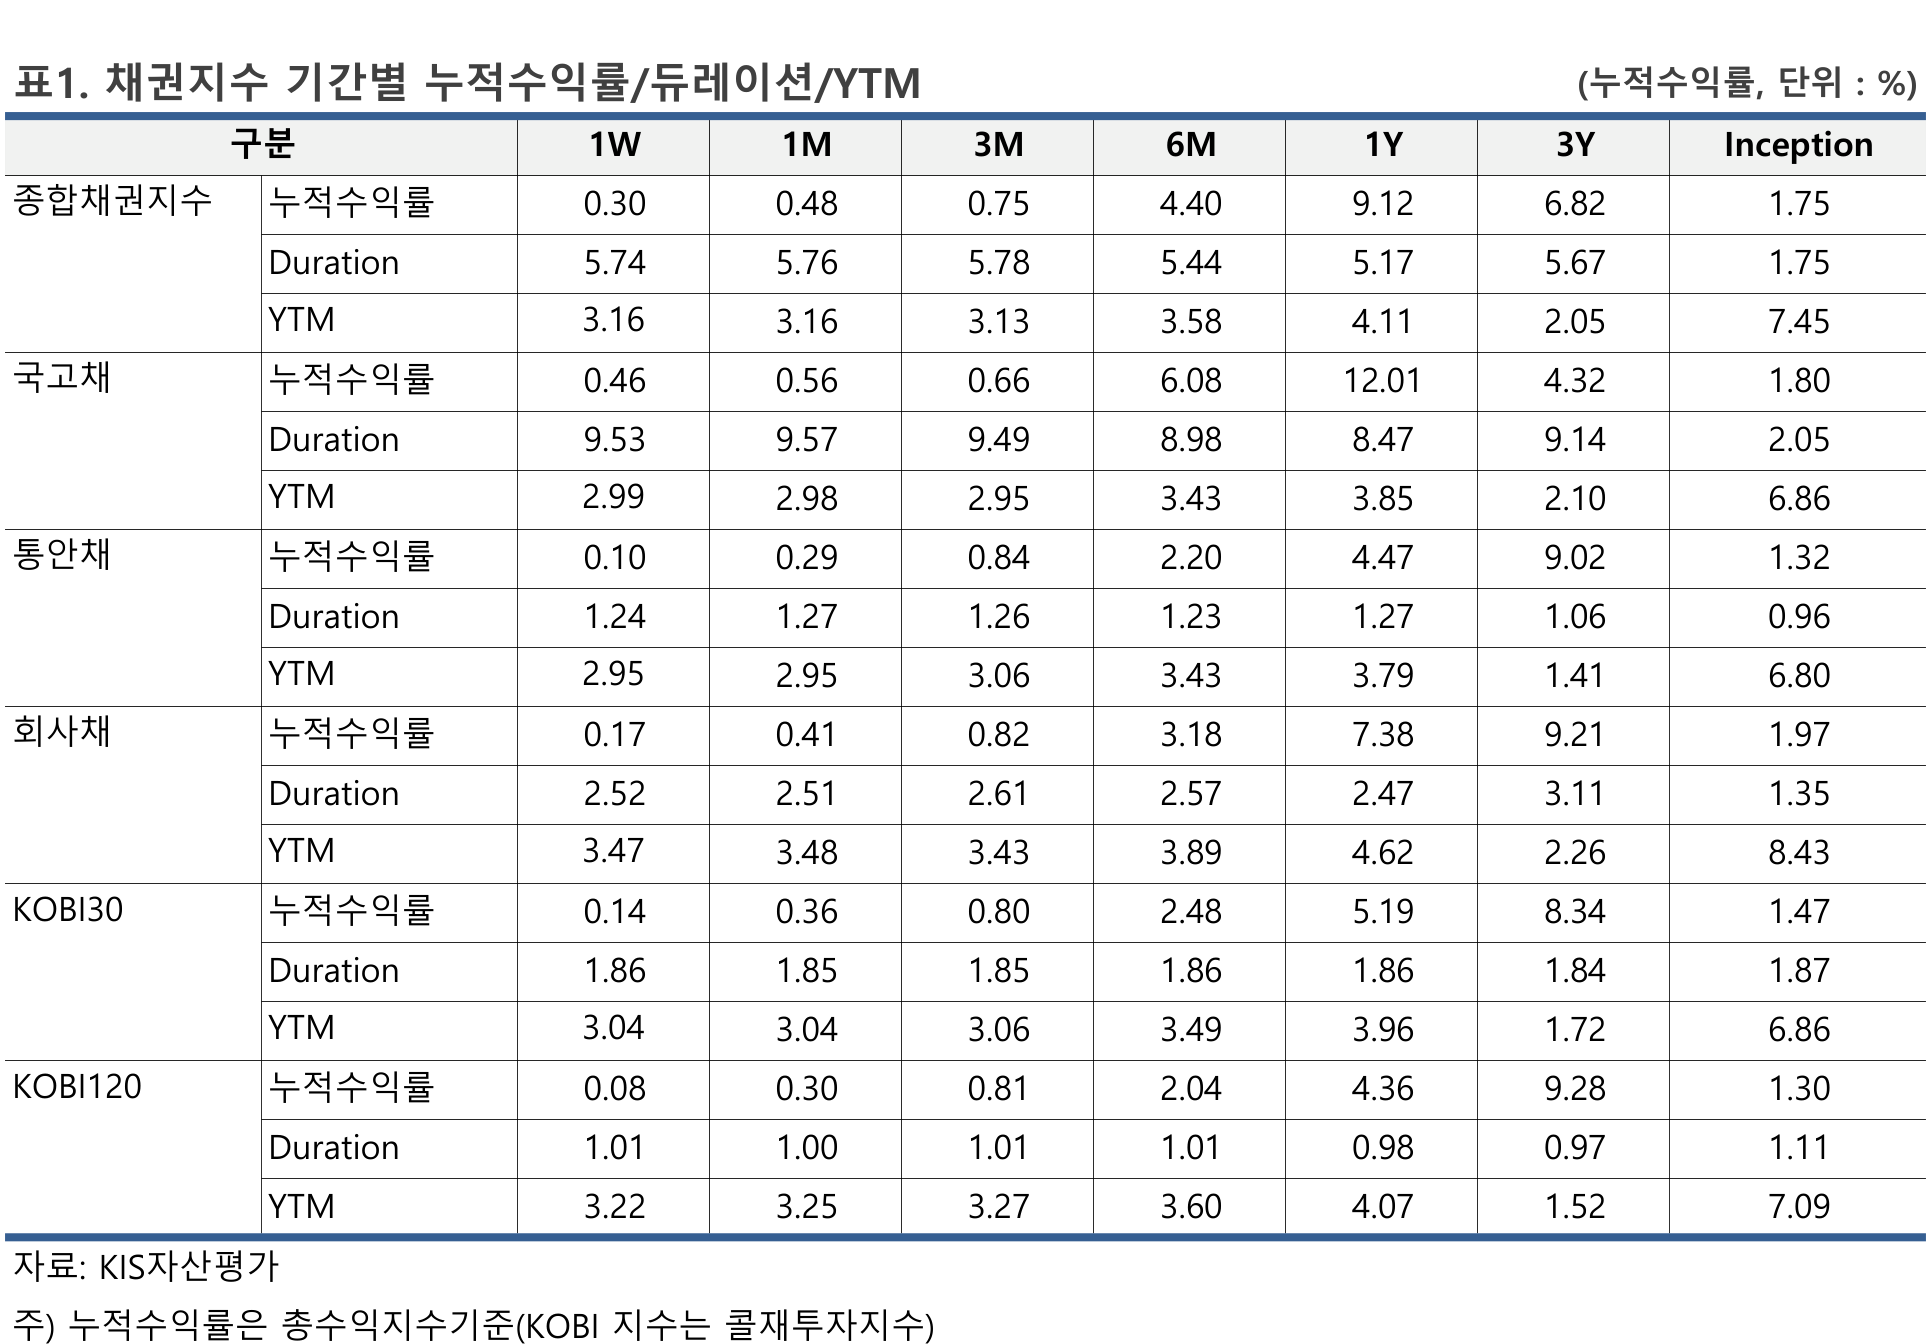 표1. 채권지수 기간별 누적수익률/듀레이션/YTM (누적수익률, 단위 : %)
구분 1W 1M 3M 6M 1Y 3Y Inception
종합채권지수 누적수익률 0.30 0.48 0.75 4.40 9.12 6.82 1.75
Duration 5.74 5.76 5.78 5.44 5.17 5.67 1.75
YTM 3.16 3.16 3.13 3.58 4.11 2.05 7.45
국고채 누적수익률 0.46 0.56 0.66 6.08 12.01 4.32 1.80
Duration 9.53 9.57 9.49 8.98 8.47 9.14 2.05
YTM 2.99 2.98 2.95 3.43 3.85 2.10 6.86
통안채 누적수익률 0.10 0.29 0.84 2.20 4.47 9.02 1.32
Duration 1.24 1.27 1.26 1.23 1.27 1.06 0.96
YTM 2.95 2.95 3.06 3.43 3.79 1.41 6.80
회사채 누적수익률 0.17 0.41 0.82 3.18 7.38 9.21 1.97
Duration 2.52 2.51 2.61 2.57 2.47 3.11 1.35
YTM 3.47 3.48 3.43 3.89 4.62 2.26 8.43
KOBI30 누적수익률 0.14 0.36 0.80 2.48 5.19 8.34 1.47
Duration 1.86 1.85 1.85 1.86 1.86 1.84 1.87
YTM 3.04 3.04 3.06 3.49 3.96 1.72 6.86
KOBI120 누적수익률 0.08 0.30 0.81 2.04 4.36 9.28 1.30
Duration 1.01 1.00 1.01 1.01 0.98 0.97 1.11
YTM 3.22 3.25 3.27 3.60 4.07 1.52 7.09
자료: KIS자산평가
주) 누적수익률은 총수익지수기준(KOBI 지수는 콜재투자지수)